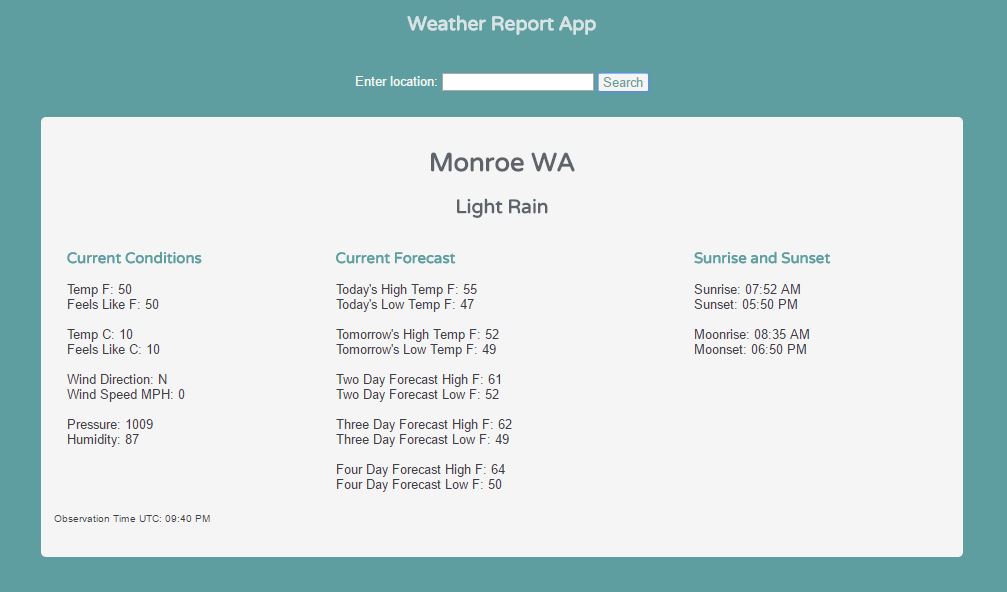 Weather Report App
Enter location: Search
Monroe WA
Light Rain
Current Conditions
Temp F: 50
Feels Like F: 50
Temp C: 10
Feels Like C: 10
Wind Direction: N
Wind Speed MPH: 0
Pressure: 1009
Humidity: 87
Current Forecast
Today's High Temp F: 55
Today's Low Temp F: 47
Tomorrow's High Temp F: 52
Tomorrow's Low Temp F: 49
Two Day Forecast High F: 61
Two Day Forecast Low F: 52
Three Day Forecast High F: 62
Three Day Forecast Low F: 49
Four Day Forecast High F: 64
Four Day Forecast Low F: 50
Sunrise and Sunset
Sunrise: 07:52 AM
Sunset: 05:50 PM
Moonrise: 08:35 AM
Moonset: 06:50 PM
Observation Time UTC: 09:40 PM